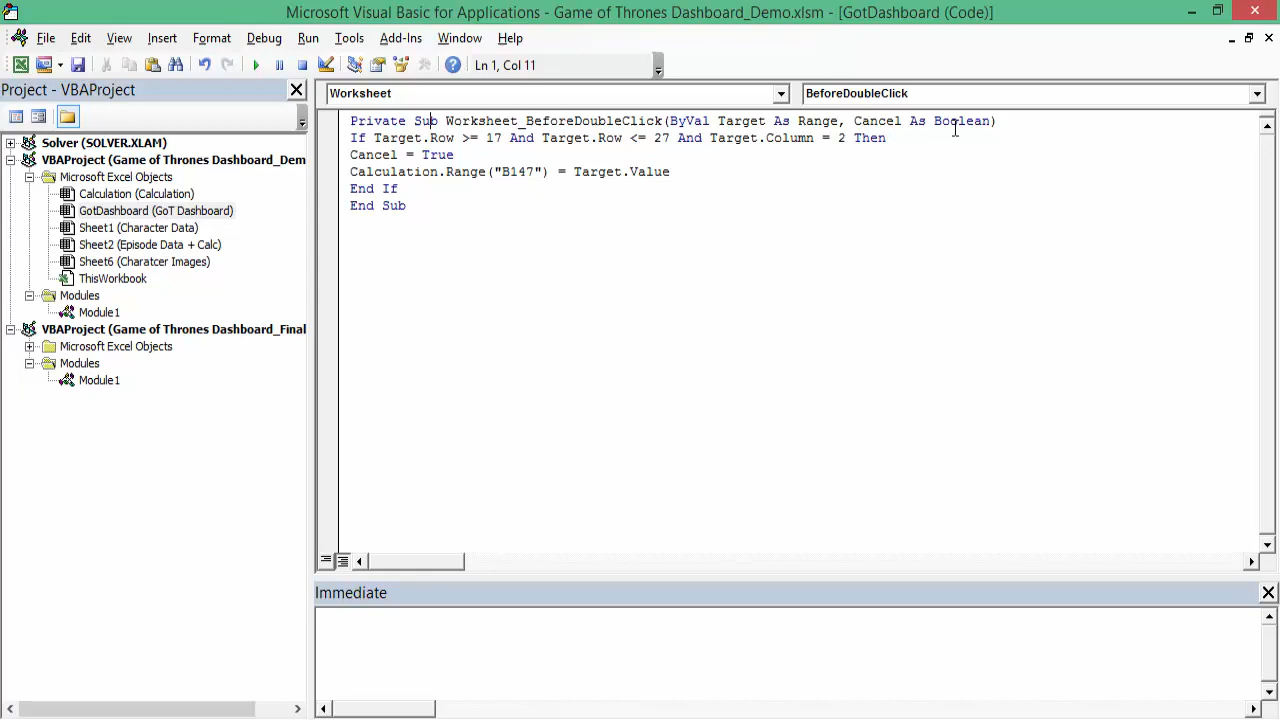 Microsoft Visual Basic for Applications - Game of Thrones Dashboard_Demo.xlsm - [GotDashboard (Code)]
File Edit View Insert Format Debug Run Tools Add-Ins Window Help
Ln 1, Col 11
Project - VBAProject
Solver (SOLVER.XLAM)
VBAProject (Game of Thrones Dashboard_Demo
Microsoft Excel Objects
Calculation (Calculation)
GotDashboard (GoT Dashboard)
Sheet1 (Character Data)
Sheet2 (Episode Data + Calc)
Sheet6 (Charatcer Images)
ThisWorkbook
Modules
Module1
VBAProject (Game of Thrones Dashboard_Final
Microsoft Excel Objects
Modules
Module1
Worksheet BeforeDoubleClick
Private Sub Worksheet_BeforeDoubleClick(ByVal Target As Range, Cancel As Boolean)
If Target.Row >= 17 And Target.Row <= 27 And Target.Column = 2 Then
Cancel = True
Calculation.Range("B147") = Target.Value
End If
End Sub
Immediate